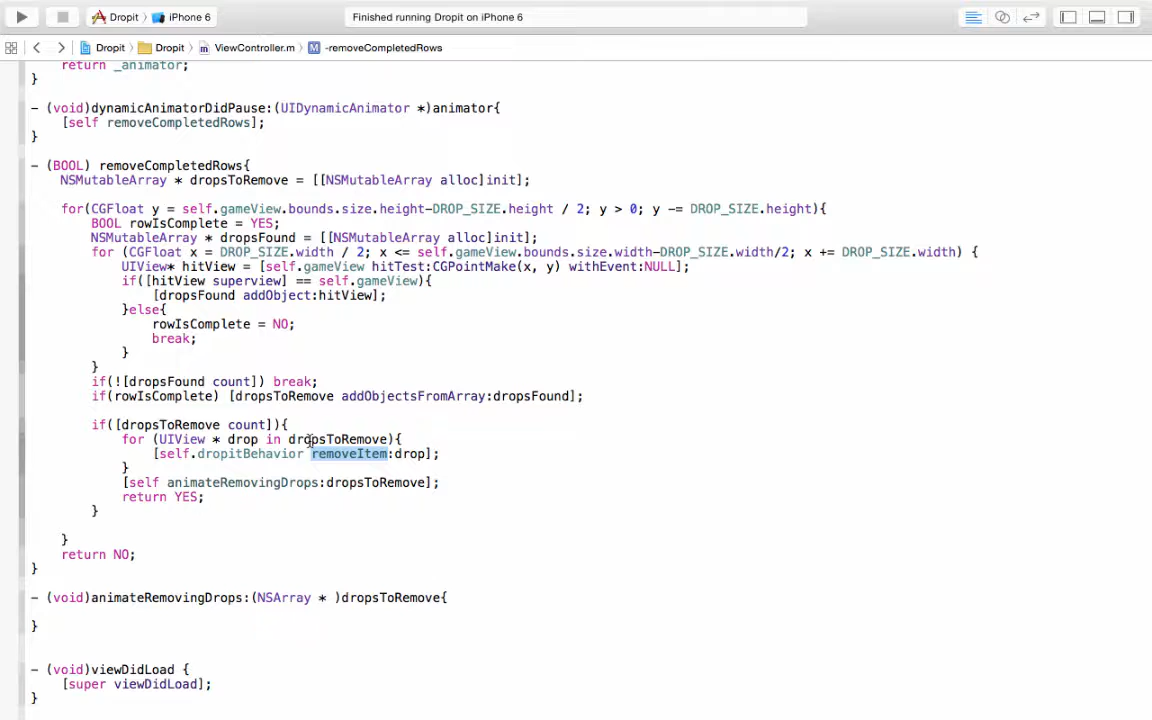 Dropit iPhone 6 Finished running Dropit on iPhone 6
Dropit Dropit m ViewController.m M -removeCompletedRows
return _animator;
}
- (void)dynamicAnimatorDidPause:(UIDynamicAnimator *)animator{
[self removeCompletedRows];
}
- (BOOL) removeCompletedRows{
NSMutableArray * dropsToRemove = [[NSMutableArray alloc]init];
for(CGFloat y = self.gameView.bounds.size.height-DROP_SIZE.height / 2; y > 0; y -= DROP_SIZE.height){
BOOL rowIsComplete = YES;
NSMutableArray * dropsFound = [[NSMutableArray alloc]init];
for (CGFloat x = DROP_SIZE.width / 2; x <= self.gameView.bounds.size.width-DROP_SIZE.width/2; x += DROP_SIZE.width) {
UIView* hitView = [self.gameView hitTest:CGPointMake(x, y) withEvent:NULL];
if([hitView superview] == self.gameView){
[dropsFound addObject:hitView];
}else{
rowIsComplete = NO;
break;
}
}
if(![dropsFound count]) break;
if(rowIsComplete) [dropsToRemove addObjectsFromArray:dropsFound];
if([dropsToRemove count]){
for (UIView * drop in dropsToRemove){
[self.dropitBehavior removeItem:drop];
}
[self animateRemovingDrops:dropsToRemove];
return YES;
}
}
return NO;
}
- (void)animateRemovingDrops:(NSArray * )dropsToRemove{
}
- (void)viewDidLoad {
[super viewDidLoad];
}